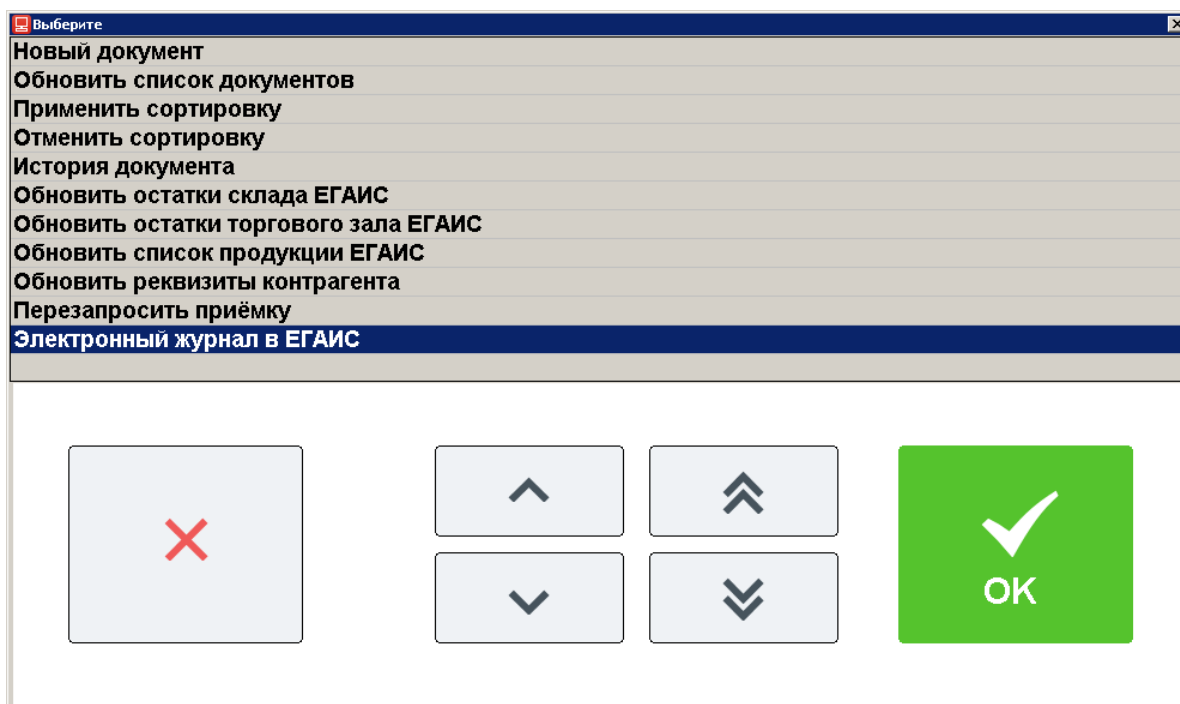 Выберите
Новый документ
Обновить список документов
Применить сортировку
Отменить сортировку
История документа
Обновить остатки склада ЕГАИС
Обновить остатки торгового зала ЕГАИС
Обновить список продукции ЕГАИС
Обновить реквизиты контрагента
Перезапросить приёмку
Электронный журнал в ЕГАИС
OK